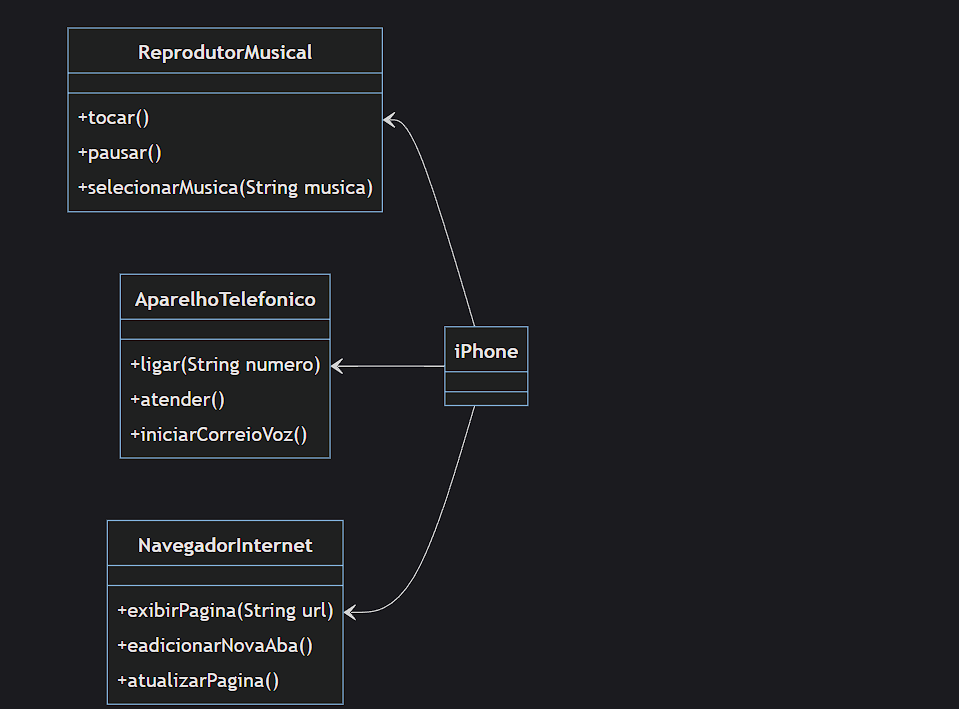 ReprodutorMusical
+tocar()
+pausar()
+selecionarMusica(String musica)
AparelhoTelefonico
+ligar(String numero)
+atender()
+iniciarCorreioVoz()
iPhone
NavegadorInternet
+exibirPagina(String url)
+eadicionarNovaAba()
+atualizarPagina()